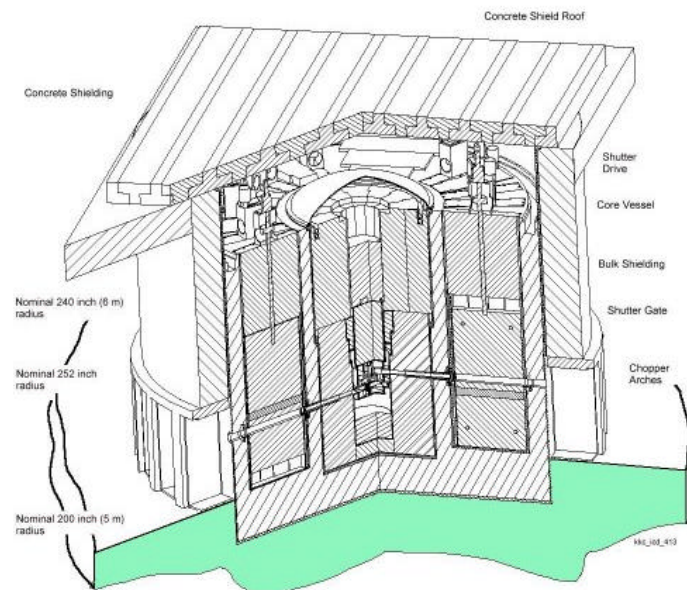 Concrete Shield Roof
Concrete Shielding
Shutter
Drive
Core Vessel
Bulk Shielding
Nominal 240 inch (6 m)
radius
Shutter Gate
Nominal 252 inch
radius
Chopper
Arches
Nominal 200 inch (5 m)
radius
kkc_icd_413